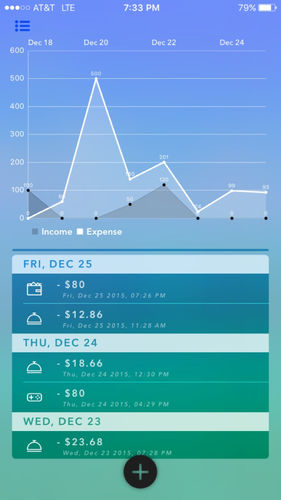 AT&T LTE 7:33 PM 79%
Dec 18 Dec 20 Dec 22 Dec 24
600
500
500
400
300
201
200
120
100
100
99
93
50
0
Income Expense
FRI, DEC 25
- $80
Fri, Dec 25 2015, 07:26 PM
- $12.86
Fri, Dec 25 2015, 11:28 AM
THU, DEC 24
- $18.66
Thu, Dec 24 2015, 12:30 PM
- $80
Thu, Dec 24 2015, 04:29 PM
WED, DEC 23
- $23.68
Wed, Dec 23 2015, 07:28 PM
+